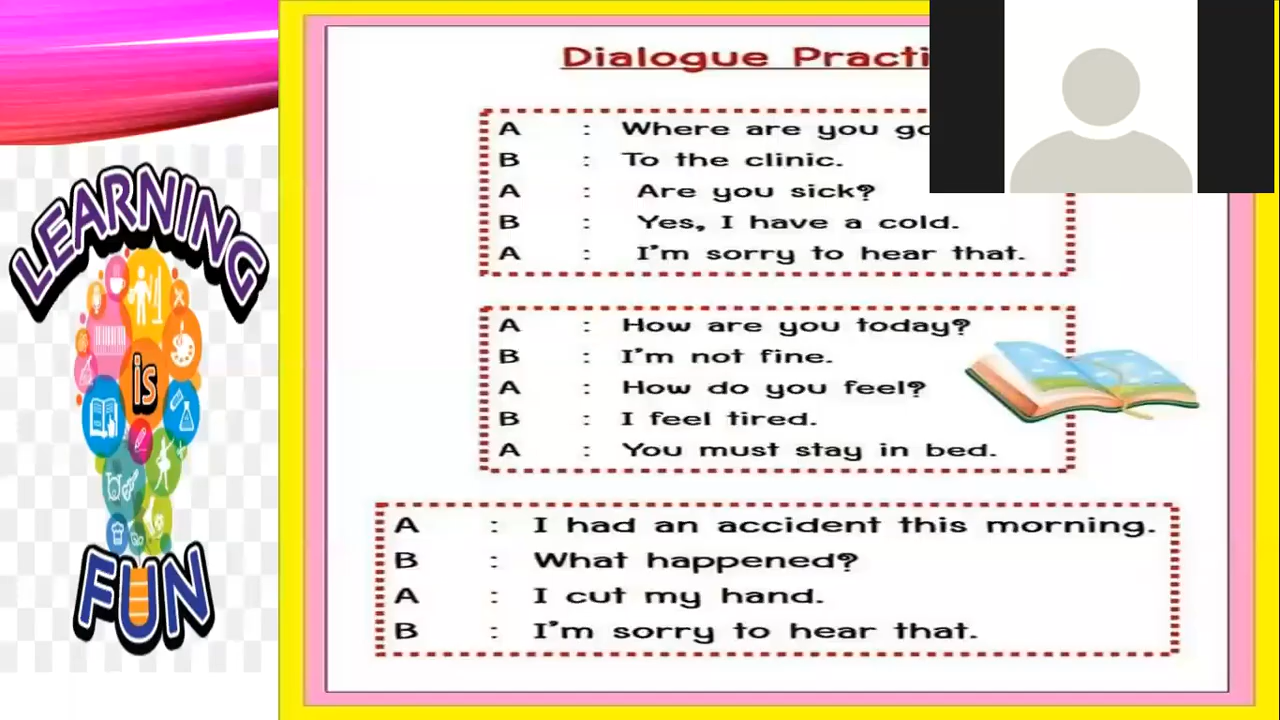 LEARNING
is
FUN
Dialogue
A : Where are you
B : To the clinic.
A : Are you sick?
B : Yes, I have a cold.
A : I'm sorry to hear that.
A : How are you today?
B : I'm not fine.
A : How do you feel?
B : I feel tired.
A : You must stay in bed.
A : I had an accident this morning.
B : What happened?
A : I cut my hand.
B : I'm sorry to hear that.